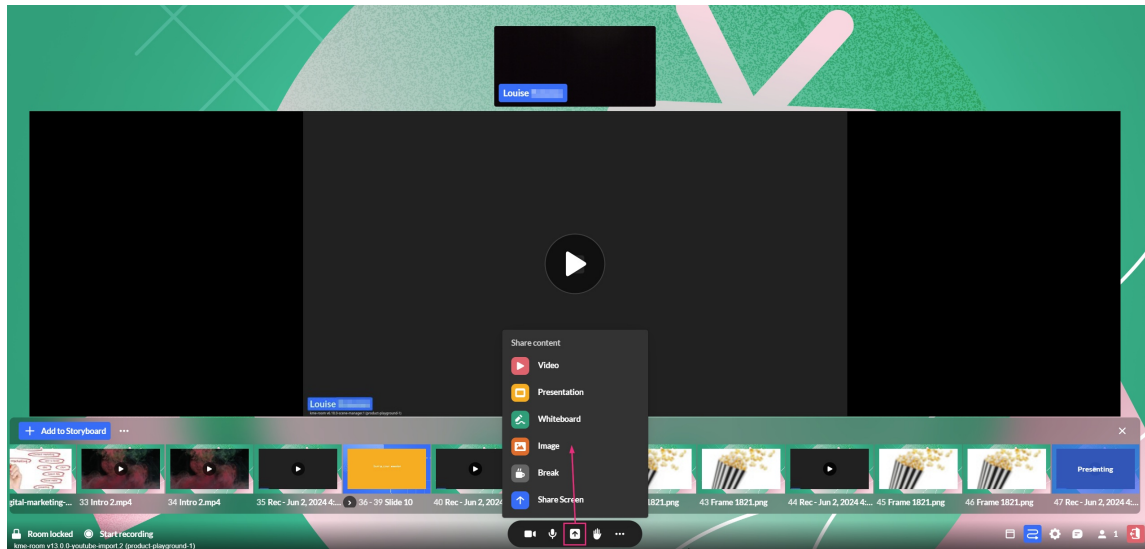 Louise
Louise
Share content
Video
Presentation
Whiteboard
Image
Break
Share Screen
+ Add to Storyboard ...
Presenting
gital-marketing-...
33 Intro 2.mp4
34 Intro 2.mp4
35 Rec - Jun 2, 2024 4:...
36 - 39 Slide 10
40 Rec - Jun 2, 2024
1821.png
43 Frame 1821.png
44 Rec - Jun 2, 2024 4:...
45 Frame 1821.png
46 Frame 1821.png
47 Rec - Jun 2, 2024 4:...
Room locked
Start recording
1
kme-room v13.0.0-youtube-import.2 (product-playground-1)